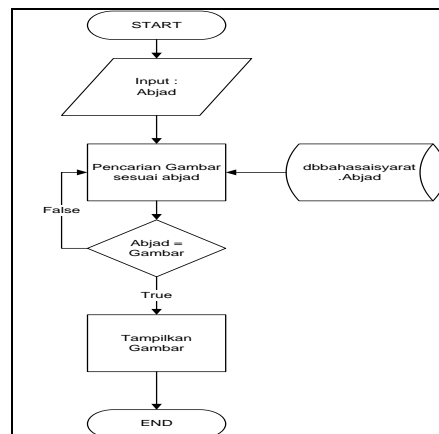 START
Input :
Abjad
Pencarian Gambar
sesuai abjad
dbbahasaisyarat
.Abjad
False
Abjad =
Gambar
True
Tampilkan
Gambar
END